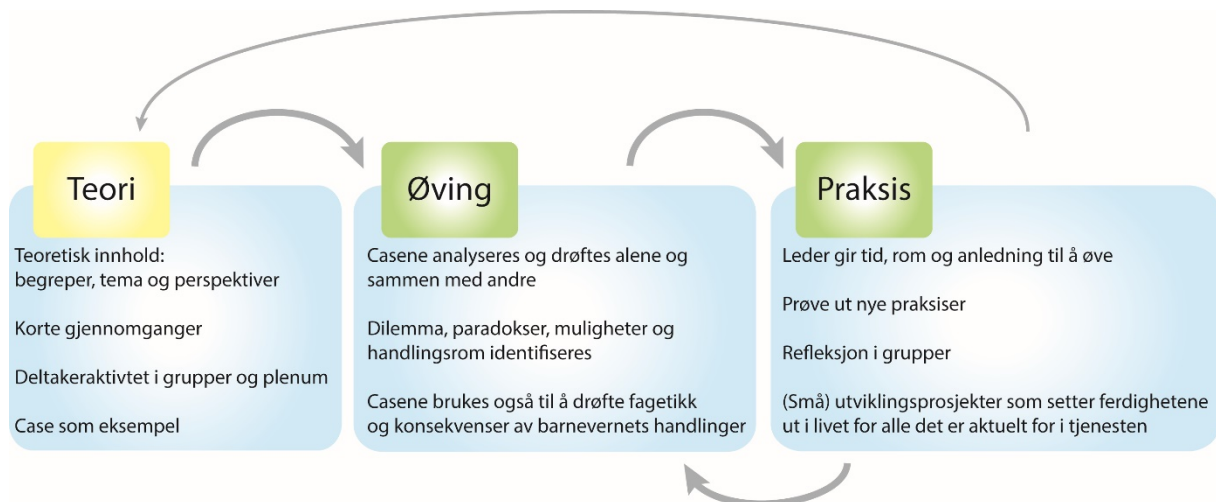 Teori
Teoretisk innhold:
begreper, tema og perspektiver
Korte gjennomganger
Deltakeraktivtet i grupper og plenum
Case som eksempel
Øving
Casene analyseres og drøftes alene og
sammen med andre
Dilemma, paradokser, muligheter og
handlingsrom identifiseres
Casene brukes også til å drøfte fagetikk
og konsekvenser av barnevernets handlinger
Praksis
Leder gir tid, rom og anledning til å øve
Prøve ut nye praksiser
Refleksjon i grupper
(Små) utviklingsprosjekter som setter ferdighetene
ut i livet for alle det er aktuelt for i tjenesten